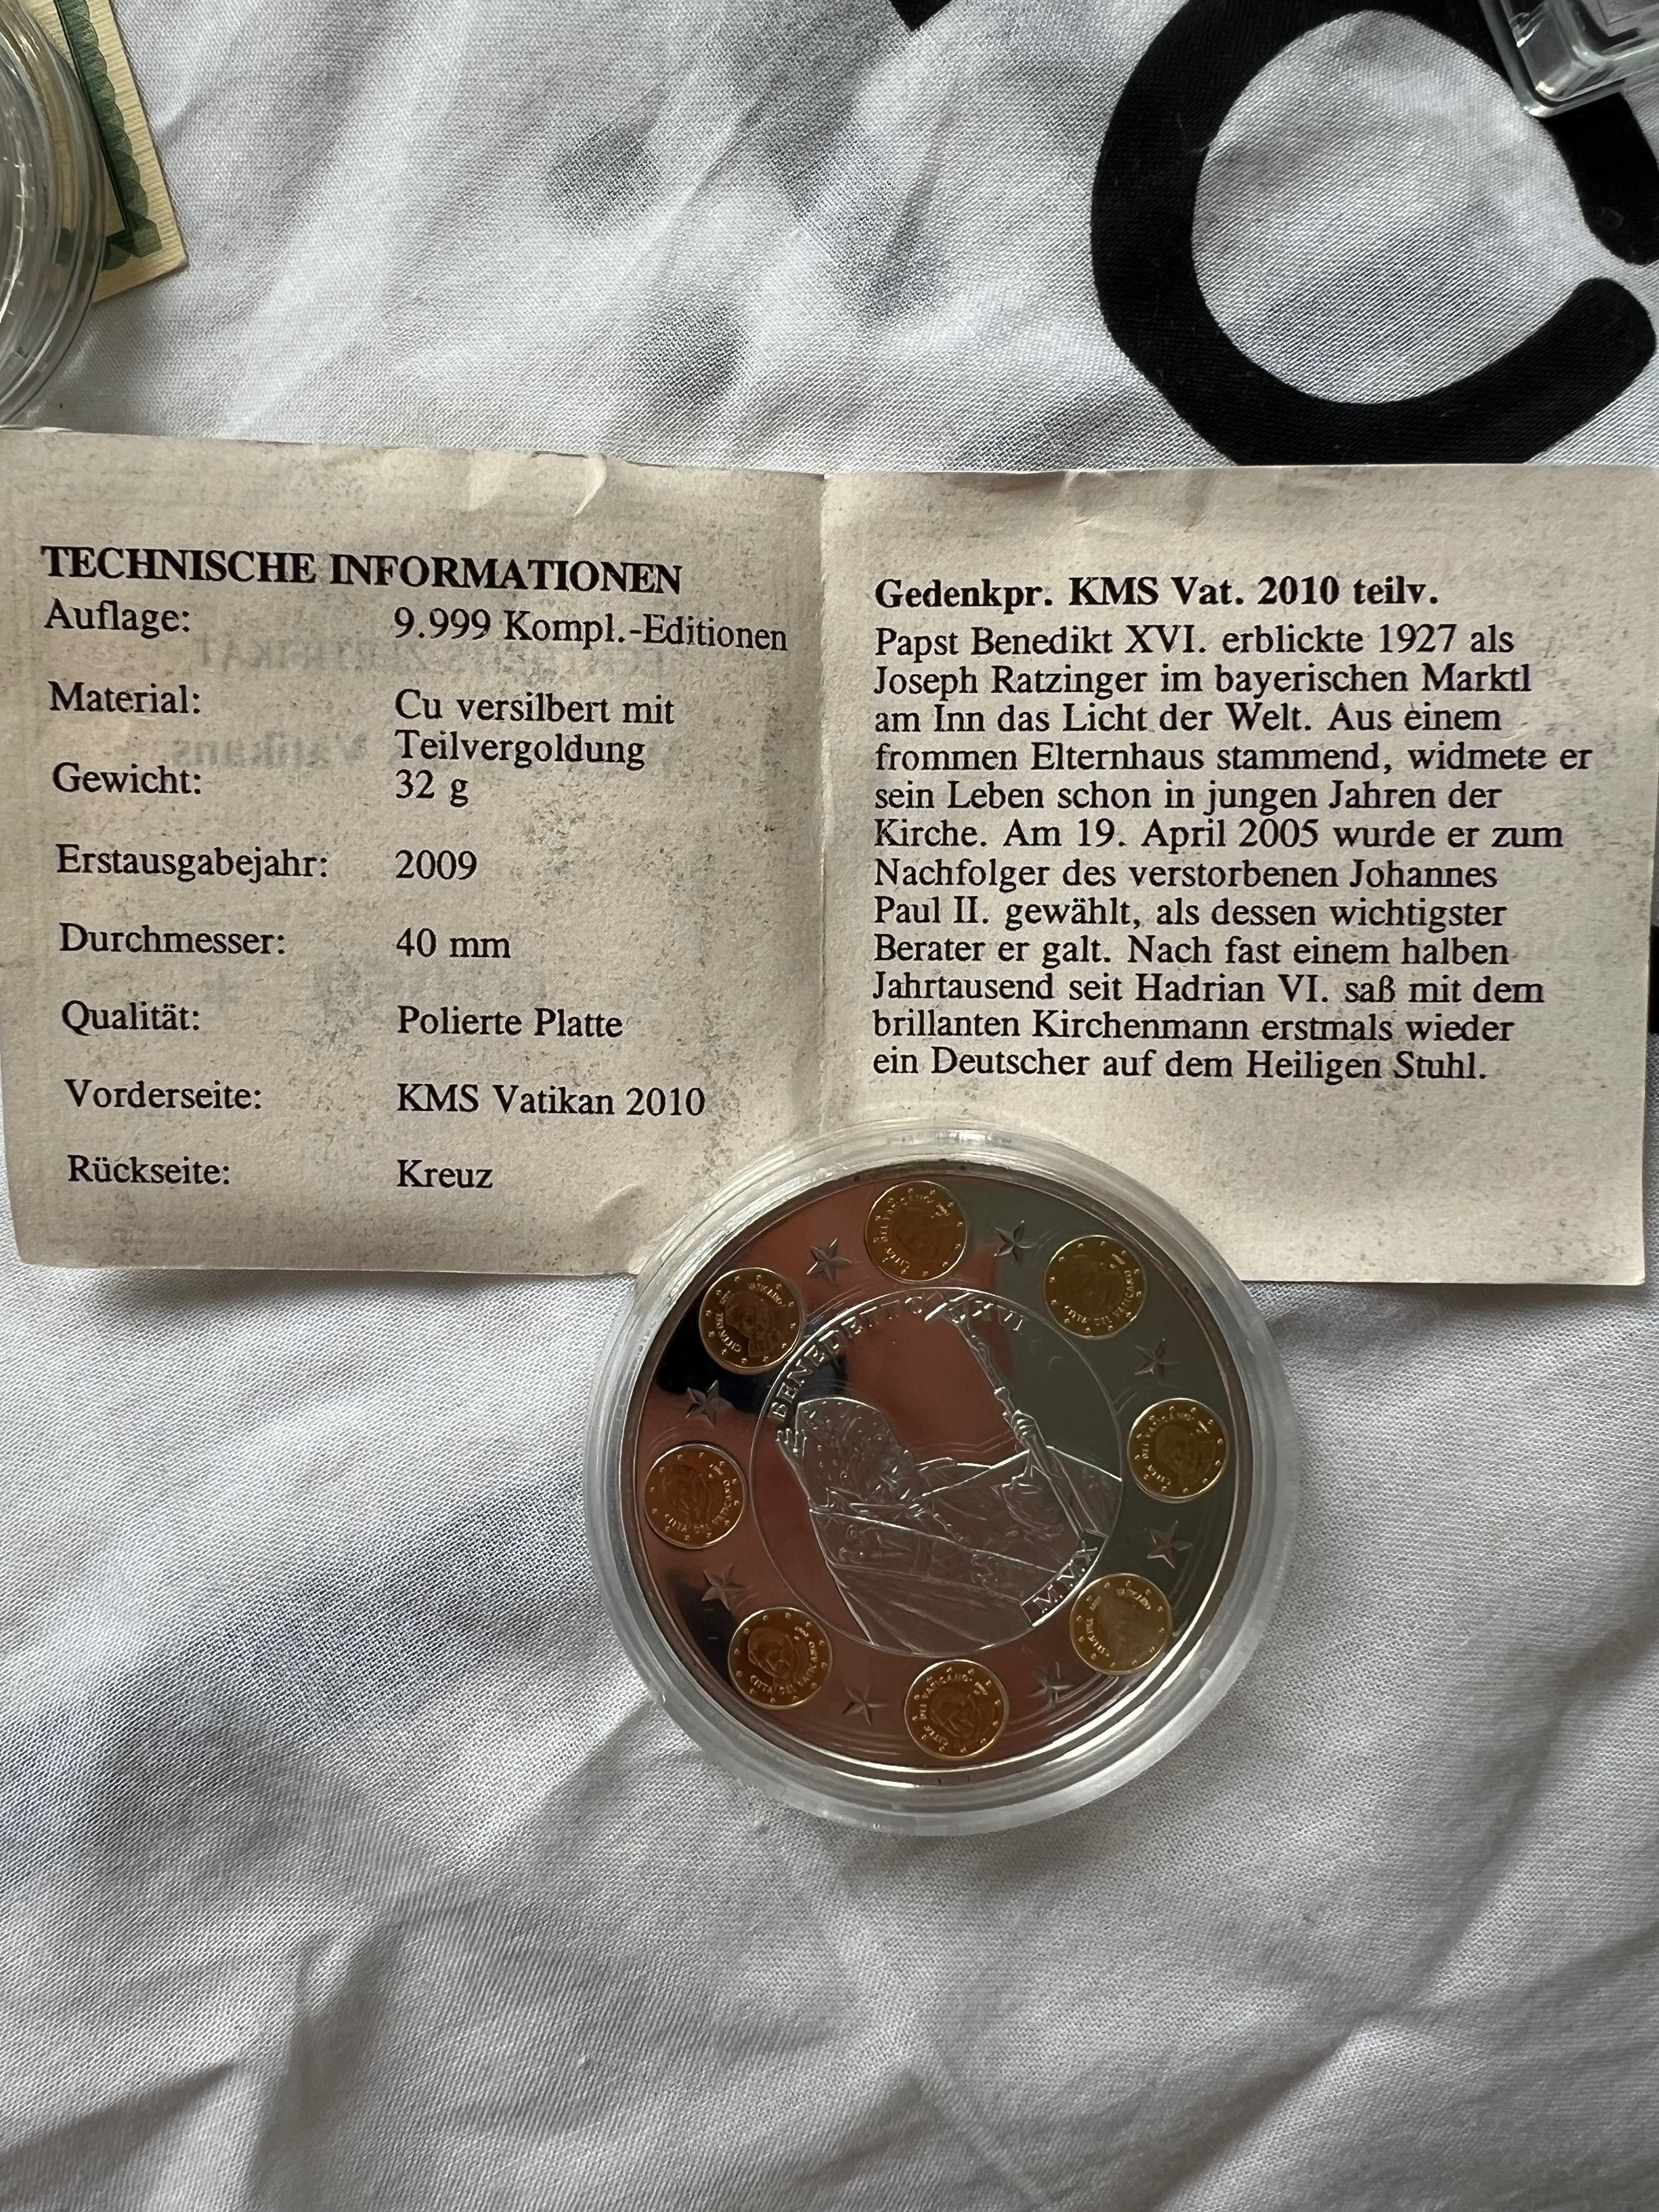 TECHNISCHE INFORMATIONEN
Auflage: 9.999 Kompl.-Editionen
Material: Cu versilbert mit
Teilvergoldung
Gewicht: 32 g
Erstausgabejahr: 2009
Durchmesser: 40 mm
Qualität: Polierte Platte
Vorderseite: KMS Vatikan 2010
Rückseite: Kreuz
Gedenkpr. KMS Vat. 2010 teilv.
Papst Benedikt XVI. erblickte 1927 als
Joseph Ratzinger im bayerischen Marktl
am Inn das Licht der Welt. Aus einem
frommen Elternhaus stammend, widmete er
sein Leben schon in jungen Jahren der
Kirche. Am 19. April 2005 wurde er zum
Nachfolger des verstorbenen Johannes
Paul II. gewählt, als dessen wichtigster
Berater er galt. Nach fast einem halben
Jahrtausend seit Hadrian VI. saß mit dem
brillanten Kirchenmann erstmals wieder
ein Deutscher auf dem Heiligen Stuhl.
BENEDETTO XVI
MMX
CITTA' DEL VATICANO